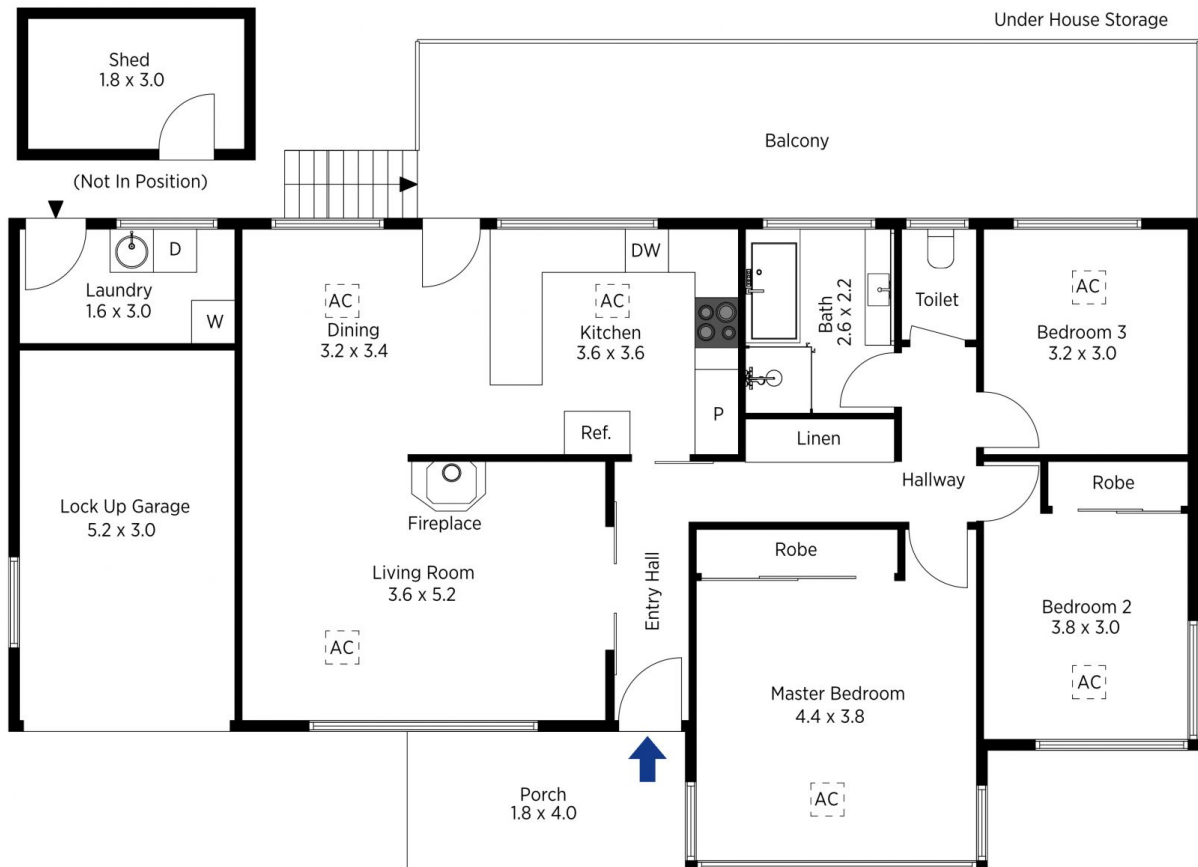 Under House Storage
Shed
1.8 x 3.0
(Not In Position)
Balcony
D
Laundry
1.6 x 3.0
W
AC
Dining
3.2 x 3.4
DW
AC
Kitchen
3.6 x 3.6
P
Ref.
Bath
2.6 x 2.2
Toilet
AC
Bedroom 3
3.2 x 3.0
Linen
Hallway
Robe
Lock Up Garage
5.2 x 3.0
Fireplace
Living Room
3.6 x 5.2
AC
Entry Hall
Robe
Master Bedroom
4.4 x 3.8
AC
Bedroom 2
3.8 x 3.0
AC
Porch
1.8 x 4.0